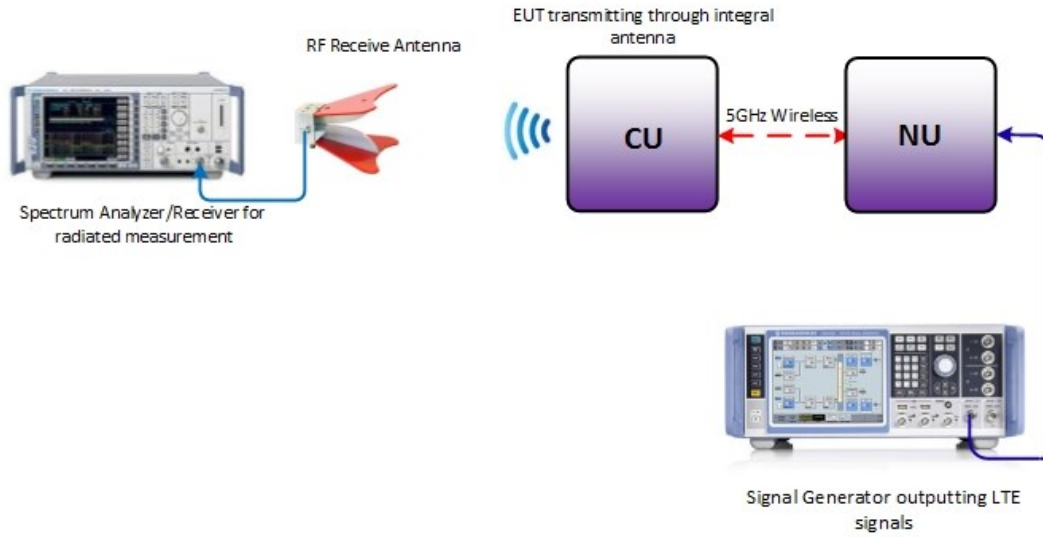 EUT transmitting through integral
antenna
RF Receive Antenna
CU
5GHz Wireless
NU
Spectrum Analyzer/Receiver for
radiated measurement
Signal Generator outputting LTE
signals